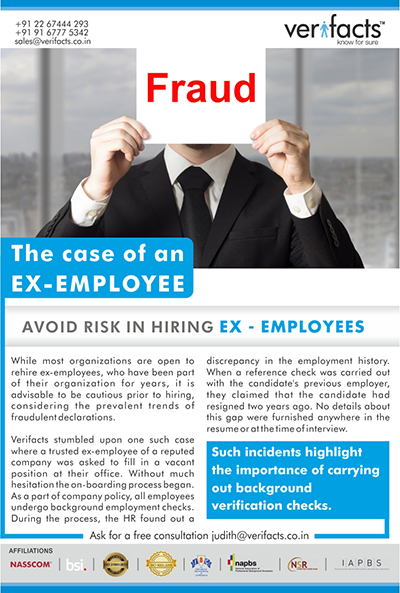 +91 22 67444 293
+91 91 6777 5342
sales@verifacts.co.in
verifacts™
know for sure
Fraud
The case of an
EX-EMPLOYEE
AVOID RISK IN HIRING EX - EMPLOYEES
While most organizations are open to
rehire ex-employees, who have been part
of their organization for years, it is
advisable to be cautious prior to hiring,
considering the prevalent trends of
fraudulent declarations.
Verifacts stumbled upon one such case
where a trusted ex-employee of a reputed
company was asked to fill in a vacant
position at their office. Without much
hesitation the on-boarding process began.
As a part of company policy, all employees
undergo background employment checks.
During the process, the HR found out a
discrepancy in the employment history.
When a reference check was carried out
with the candidate's previous employer,
they claimed that the candidate had
resigned two years ago. No details about
this gap were furnished anywhere in the
resume or at the time of interview.
Such incidents highlight
the importance of carrying
out background
verification checks.
Ask for a free consultation judith@verifacts.co.in
AFFILIATIONS
NASSCOM
bsi.
napbs
NSR
IAPBS